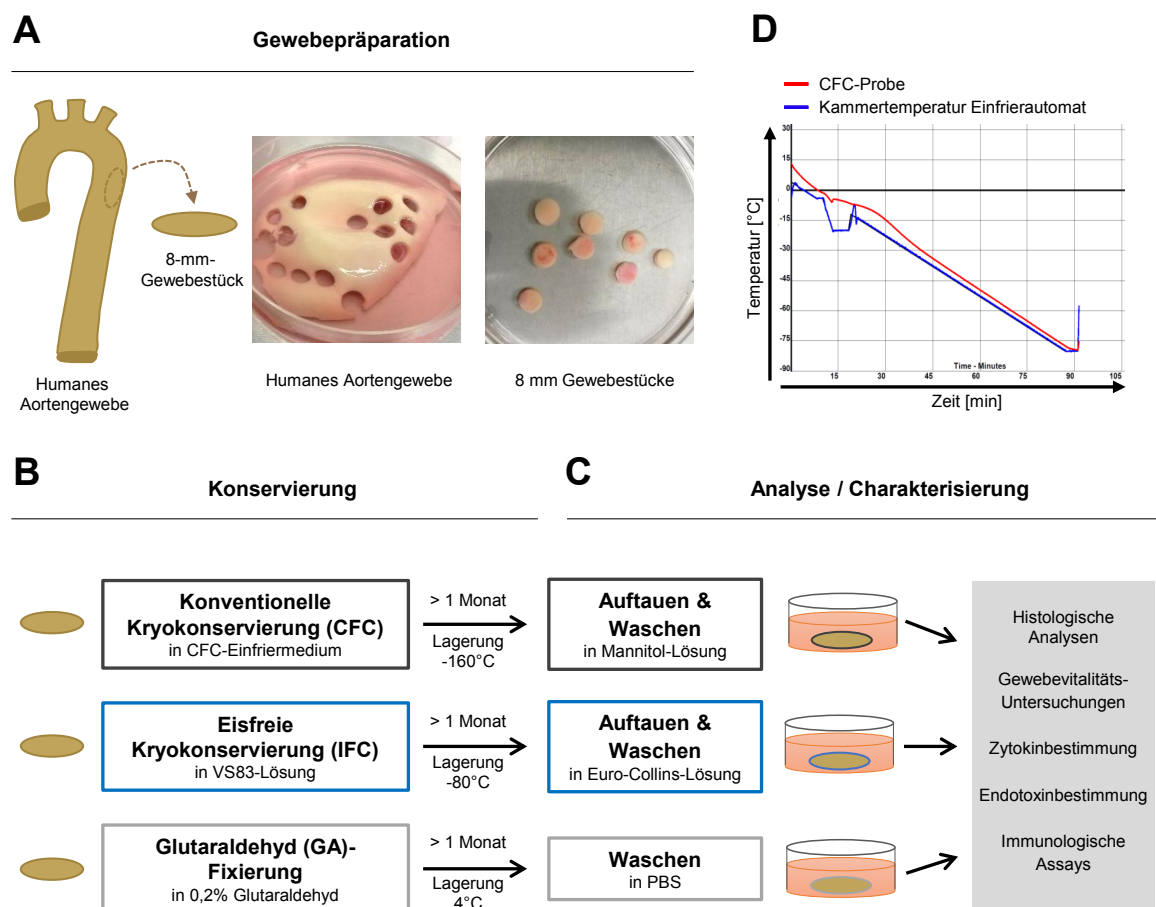 A
Gewebepräparation
8-mm-
Gewebestück
Humanes
Aortengewebe
Humanes Aortengewebe
8 mm Gewebestücke
D
CFC-Probe
Kammertemperatur Einfrierautomat
Temperatur [°C]
30
15
0
-15
-30
-45
-60
-75
-90
Time - Minutes
15
30
45
60
75
90
105
Zeit [min]
B
Konservierung
Konventionelle
Kryokonservierung (CFC)
in CFC-Einfriermedium
> 1 Monat
Lagerung
-160°C
Eisfreie
Kryokonservierung (IFC)
in VS83-Lösung
> 1 Monat
Lagerung
-80°C
Glutaraldehyd (GA)-
Fixierung
in 0,2% Glutaraldehyd
> 1 Monat
Lagerung
4°C
C
Analyse / Charakterisierung
Auftauen &
Waschen
in Mannitol-Lösung
Auftauen &
Waschen
in Euro-Collins-Lösung
Waschen
in PBS
Histologische
Analysen
Gewebevitalitäts-
Untersuchungen
Zytokinbestimmung
Endotoxinbestimmung
Immunologische
Assays